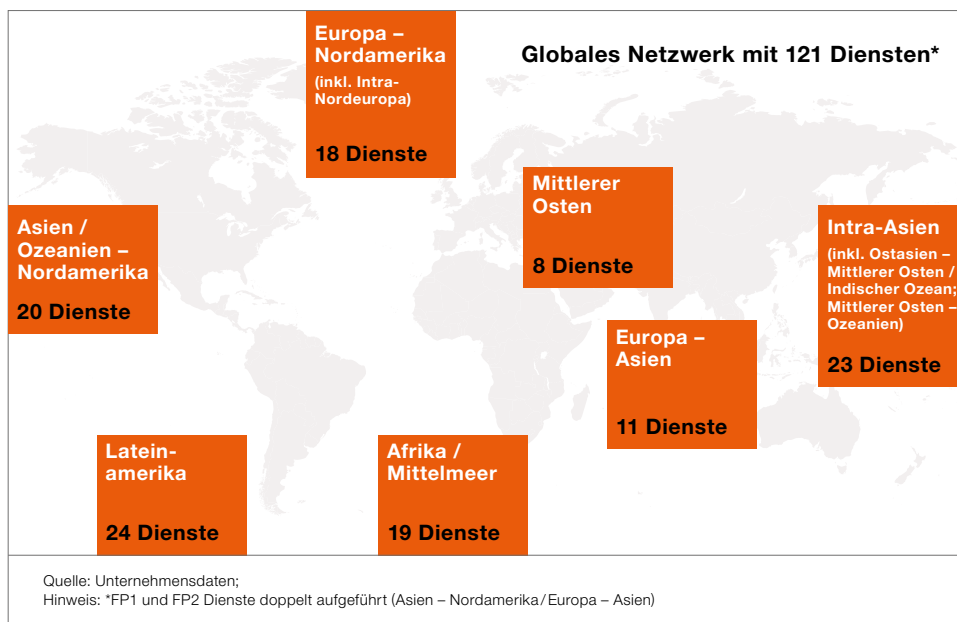 Globales Netzwerk mit 121 Diensten*
Europa –
Nordamerika
(inkl. Intra-
Nordeuropa)
18 Dienste
Mittlerer
Osten
8 Dienste
Asien /
Ozeanien –
Nordamerika
20 Dienste
Intra-Asien
(inkl. Ostasien –
Mittlerer Osten /
Indischer Ozean;
Mittlerer Osten –
Ozeanien)
23 Dienste
Europa –
Asien
11 Dienste
Latein-
amerika
24 Dienste
Afrika /
Mittelmeer
19 Dienste
Quelle: Unternehmensdaten;
Hinweis: *FP1 und FP2 Dienste doppelt aufgeführt (Asien – Nordamerika/Europa – Asien)